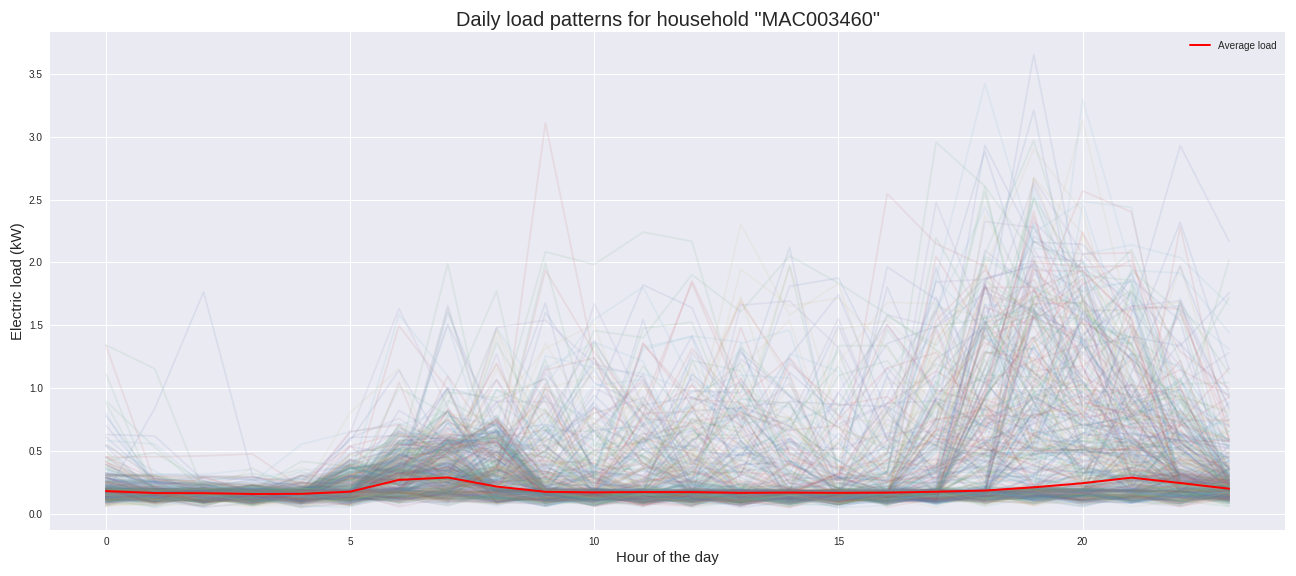 Daily load patterns for household "MAC003460"
Average load
Electric load (kW)
3.5
3.0
2.5
2.0
1.5
1.0
0.5
0.0
0 5 10 15 20
Hour of the day